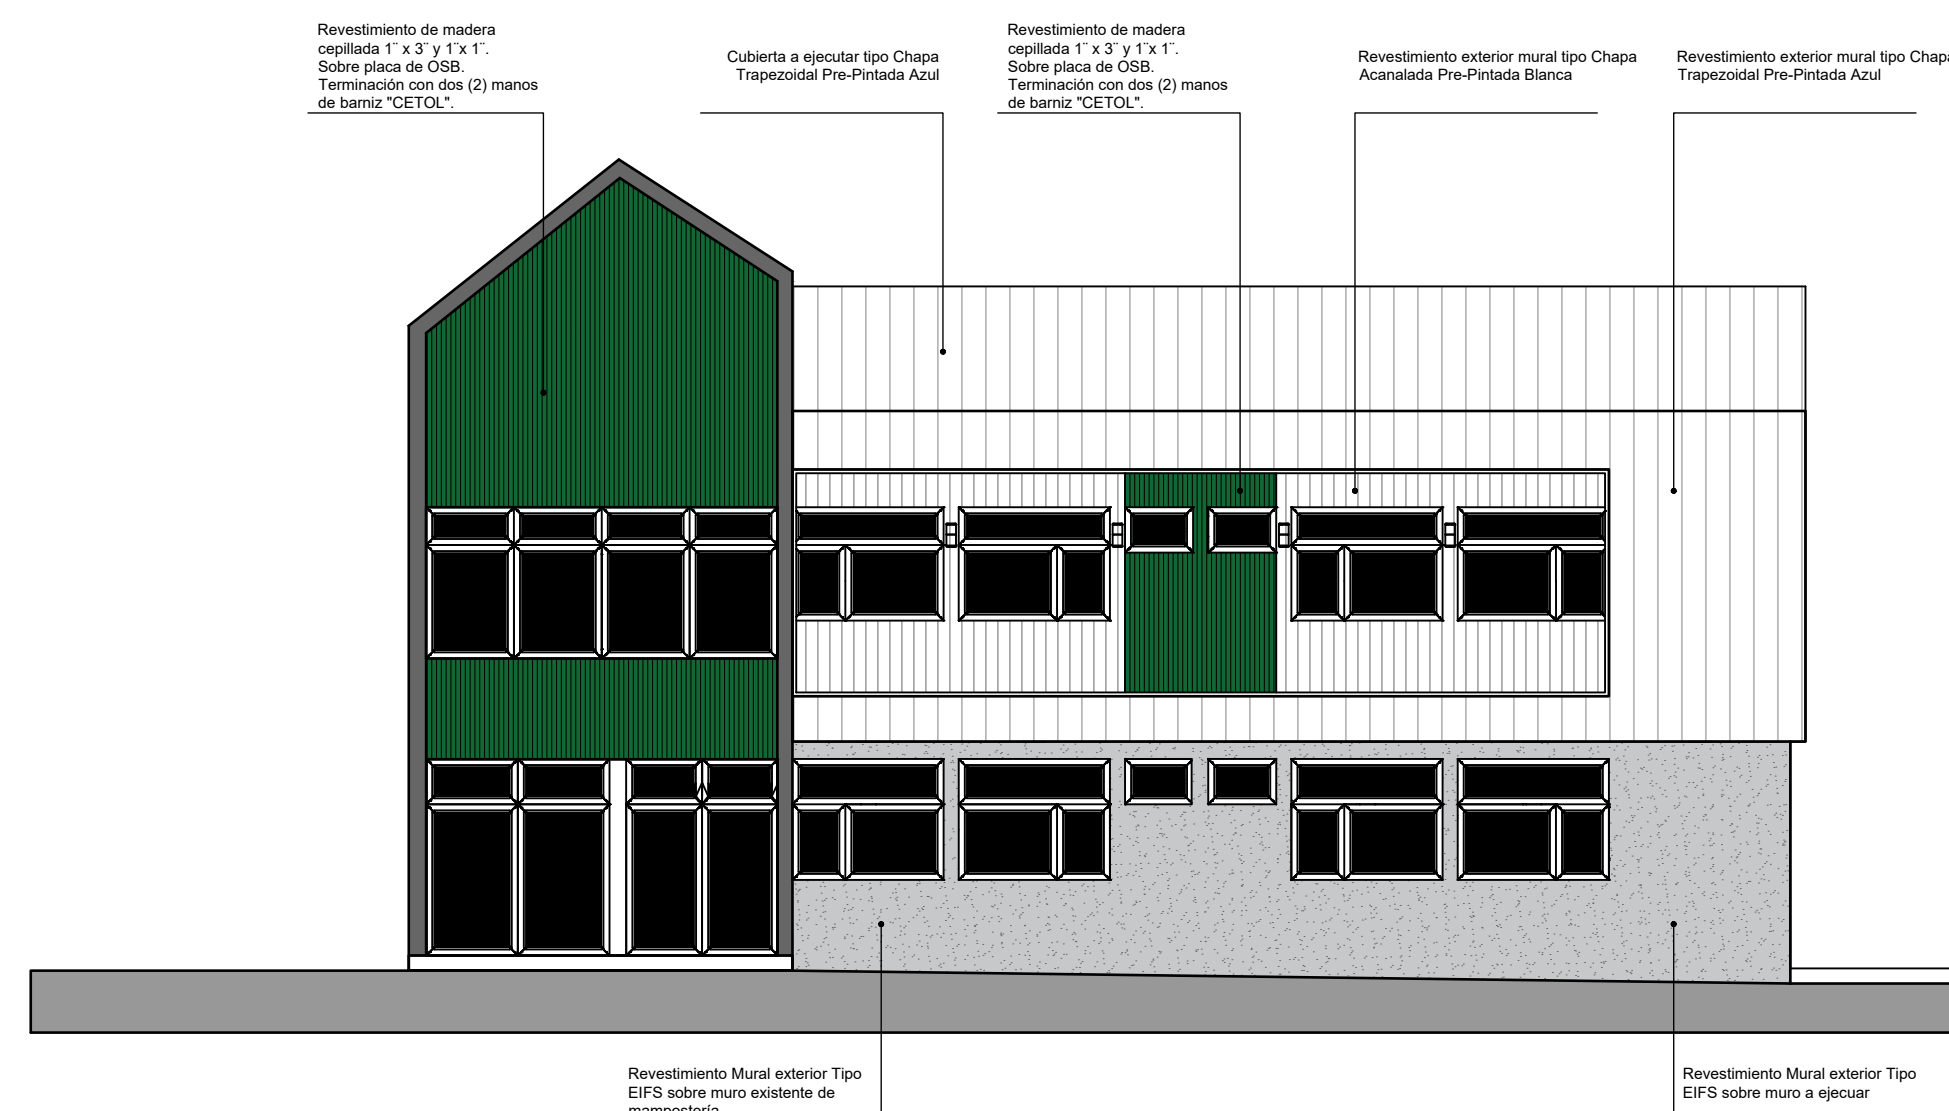 Revestimiento de madera
cepillada 1¨ x 3¨ y 1¨x 1¨.
Sobre placa de OSB.
Terminación con dos (2) manos
de barniz "CETOL".
Cubierta a ejecutar tipo Chapa
Trapezoidal Pre-Pintada Azul
Revestimiento de madera
cepillada 1¨ x 3¨ y 1¨x 1¨.
Sobre placa de OSB.
Terminación con dos (2) manos
de barniz "CETOL".
Revestimiento exterior mural tipo Chapa
Acanalada Pre-Pintada Blanca
Revestimiento exterior mural tipo Chapa
Trapezoidal Pre-Pintada Azul
Revestimiento Mural exterior Tipo
EIFS sobre muro existente de
mampostería
Revestimiento Mural exterior Tipo
EIFS sobre muro a ejecuar